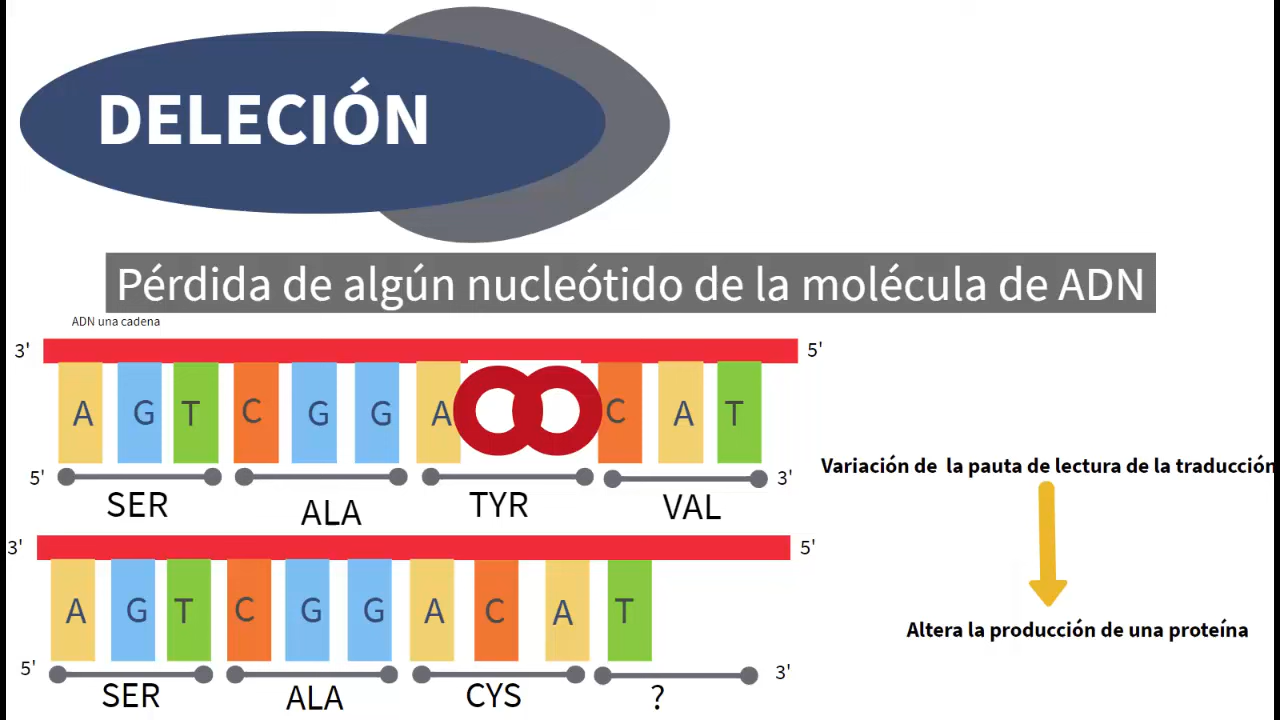 DELECIÓN
Pérdida de algún nucleótido de la molécula de ADN
ADN una cadena
3' 5'
A G T C G G A C A T
5' 3'
SER ALA TYR VAL
Variación de la pauta de lectura de la traducción
3' 5'
A G T C G G A C A T
Altera la producción de una proteína
5' 3'
SER ALA CYS ?